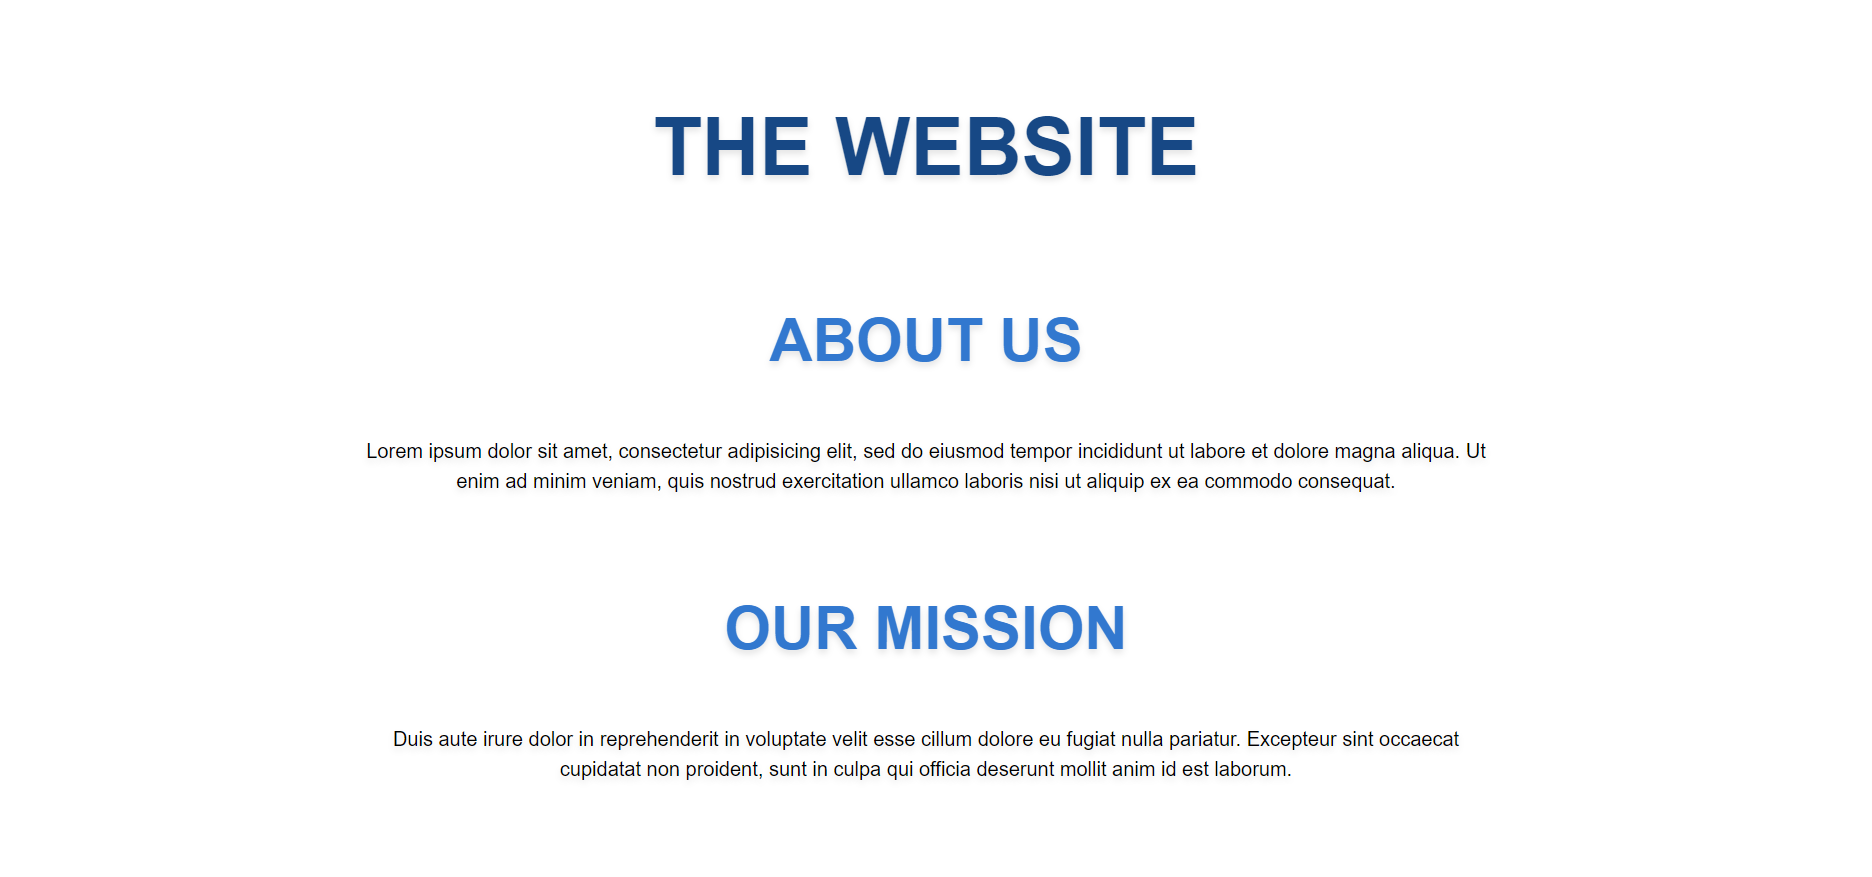 THE WEBSITE
ABOUT US
Lorem ipsum dolor sit amet, consectetur adipisicing elit, sed do eiusmod tempor incididunt ut labore et dolore magna aliqua. Ut
enim ad minim veniam, quis nostrud exercitation ullamco laboris nisi ut aliquip ex ea commodo consequat.
OUR MISSION
Duis aute irure dolor in reprehenderit in voluptate velit esse cillum dolore eu fugiat nulla pariatur. Excepteur sint occaecat
cupidatat non proident, sunt in culpa qui officia deserunt mollit anim id est laborum.